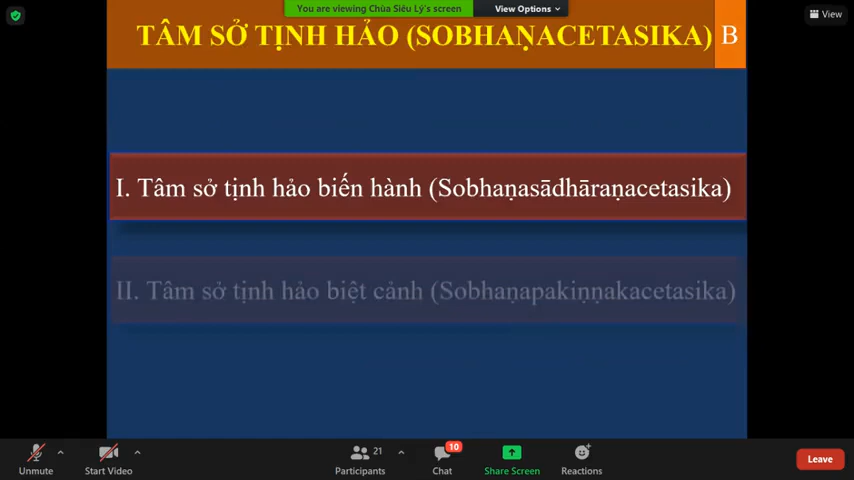 You are viewing Chùa Siêu Lý's screen
View Options
View
TÂM SỞ TỊNH HẢO (SOBHAṆACETASIKA)
B
I. Tâm sở tịnh hảo biến hành (Sobhaṇasādhāraṇacetasika)
II. Tâm sở tịnh hảo biệt cảnh (Sobhaṇapakiṇṇakacetasika)
21
10
Unmute
Start Video
Participants
Chat
Share Screen
Reactions
Leave